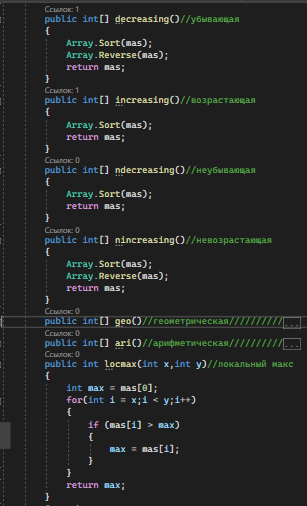 Ссылок: 1
public int[] decreasing()//убывающая
{
Array.Sort(mas);
Array.Reverse(mas);
return mas;
}
Ссылок: 1
public int[] increasing()//возрастающая
{
Array.Sort(mas);
return mas;
}
Ссылок: 0
public int[] ndecreasing()//неубывающая
{
Array.Sort(mas);
return mas;
}
Ссылок: 0
public int[] nincreasing()//невозрастающая
{
Array.Sort(mas);
Array.Reverse(mas);
return mas;
}
Ссылок: 0
public int[] geo()//геометрическая//////////...
Ссылок: 0
public int[] ari()//арифметическая//////////...
Ссылок: 0
public int locmax(int x,int y)//локальный макс
{
int max = mas[0];
for(int i = x;i < y;i++)
{
if (mas[i] > max)
{
max = mas[i];
}
}
return max;
}